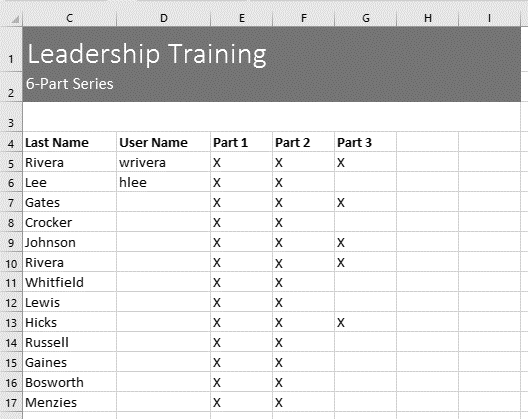 C D E F G H I
1 Leadership Training
2 6-Part Series
3
4 Last Name User Name Part 1 Part 2 Part 3
5 Rivera wrivera X X X
6 Lee hlee X X
7 Gates X X X
8 Crocker X X
9 Johnson X X X
10 Rivera X X X
11 Whitfield X X
12 Lewis X X
13 Hicks X X X
14 Russell X X
15 Gaines X X
16 Bosworth X X
17 Menzies X X